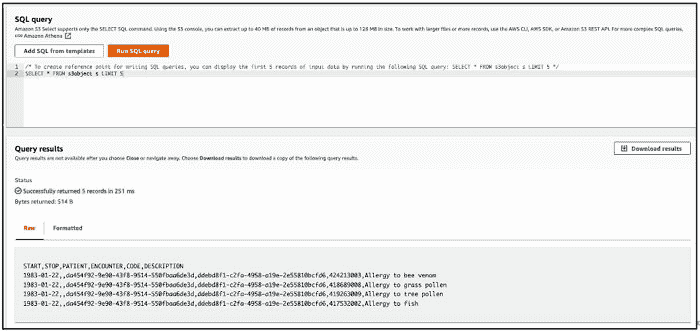 SQL query
Amazon S3 Select supports only the SELECT SQL command. Using the S3 console, you can extract up to 40 MB of records from an object that is up to 128 MB in size. To work with larger files or more records, use the AWS CLI, AWS SDK, or Amazon S3 REST API. For more complex SQL queries,
use Amazon Athena
Add SQL from templates Run SQL query
1 /* To create reference point for writing SQL queries, you can display the first 5 records of input data by running the following SQL query: SELECT * FROM s3object s LIMIT 5 */
2 SELECT * FROM s3object s LIMIT 5
Query results
Download results
Query results are not available after you choose Close or navigate away. Choose Download results to download a copy of the following query results.
Status
Successfully returned 5 records in 251 ms
Bytes returned: 514 B
Raw Formatted
START,STOP,PATIENT,ENCOUNTER,CODE,DESCRIPTION
1983-01-22,,da454f92-9e90-43f8-9514-550fbaa6de3d,ddebd8f1-c2fa-4958-a19e-2e55810bcfd6,424213003,Allergy to bee venom
1983-01-22,,da454f92-9e90-43f8-9514-550fbaa6de3d,ddebd8f1-c2fa-4958-a19e-2e55810bcfd6,418689008,Allergy to grass pollen
1983-01-22,,da454f92-9e90-43f8-9514-550fbaa6de3d,ddebd8f1-c2fa-4958-a19e-2e55810bcfd6,419263009,Allergy to tree pollen
1983-01-22,,da454f92-9e90-43f8-9514-550fbaa6de3d,ddebd8f1-c2fa-4958-a19e-2e55810bcfd6,417532002,Allergy to fish